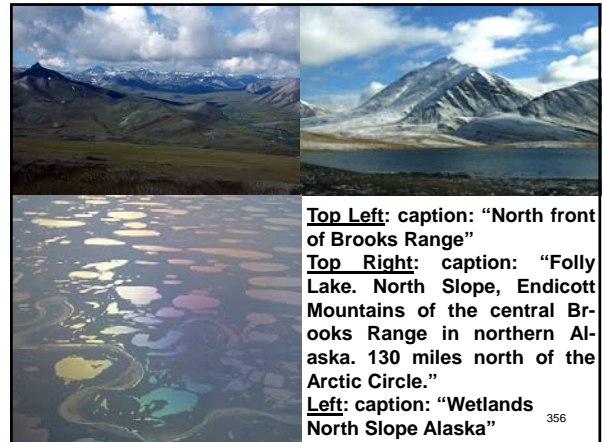 Top Left: caption: “North front
of Brooks Range”
Top Right: caption: “Folly
Lake. North Slope, Endicott
Mountains of the central Br-
ooks Range in northern Al-
aska. 130 miles north of the
Arctic Circle.”
Left: caption: “Wetlands
North Slope Alaska”
356